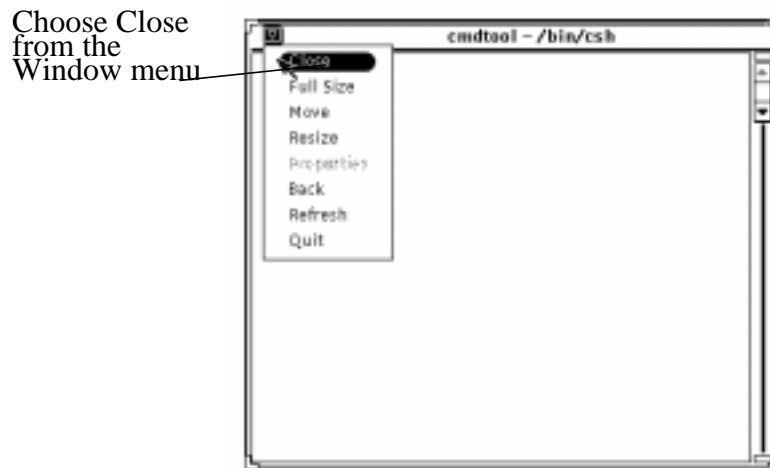 Choose Close
from the
Window menu
cmdtool - /bin/csh
Close
Full Size
Move
Resize
Properties
Back
Refresh
Quit